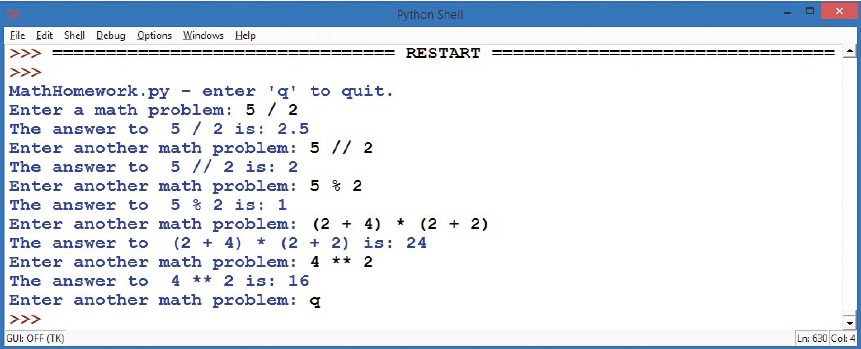 Python Shell
File Edit Shell Debug Options Windows Help
>>> ================================ RESTART ================================
>>>
MathHomework.py - enter 'q' to quit.
Enter a math problem: 5 / 2
The answer to  5 / 2 is: 2.5
Enter another math problem: 5 // 2
The answer to  5 // 2 is: 2
Enter another math problem: 5 % 2
The answer to  5 % 2 is: 1
Enter another math problem: (2 + 4) * (2 + 2)
The answer to  (2 + 4) * (2 + 2) is: 24
Enter another math problem: 4 ** 2
The answer to  4 ** 2 is: 16
Enter another math problem: q
>>>
GUI: OFF (TK) Ln: 630 Col: 4